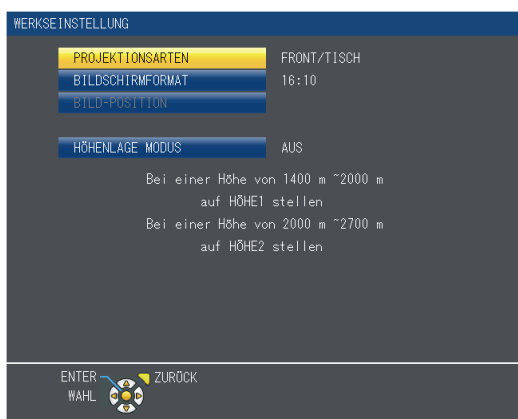 WERKSEINSTELLUNG
PROJEKTIONSARTEN FRONT/TISCH
BILDSCHIRMFORMAT 16:10
BILD-POSITION
HÖHENLAGE MODUS AUS
Bei einer Höhe von 1400 m ~2000 m
auf HÖHE1 stellen
Bei einer Höhe von 2000 m ~2700 m
auf HÖHE2 stellen
ENTER ZURÜCK
WAHL